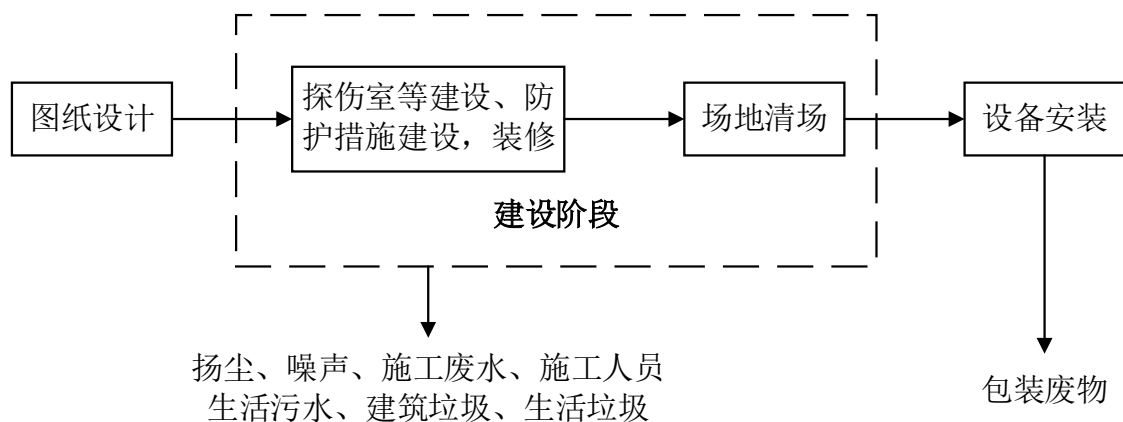 图纸设计
探伤室等建设、防
护措施建设，装修
场地清场
设备安装
建设阶段
扬尘、噪声、施工废水、施工人员
生活污水、建筑垃圾、生活垃圾
包装废物